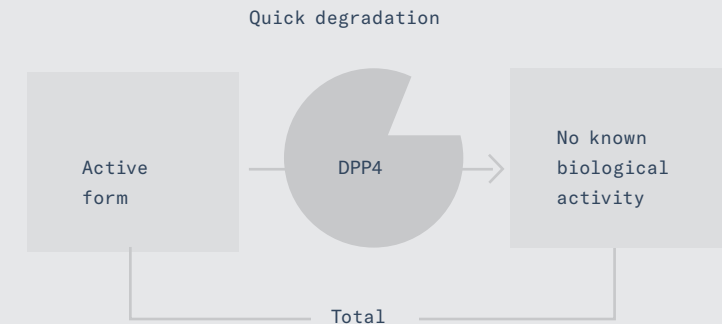 Quick degradation
Active
form
DPP4
No known
biological
activity
Total